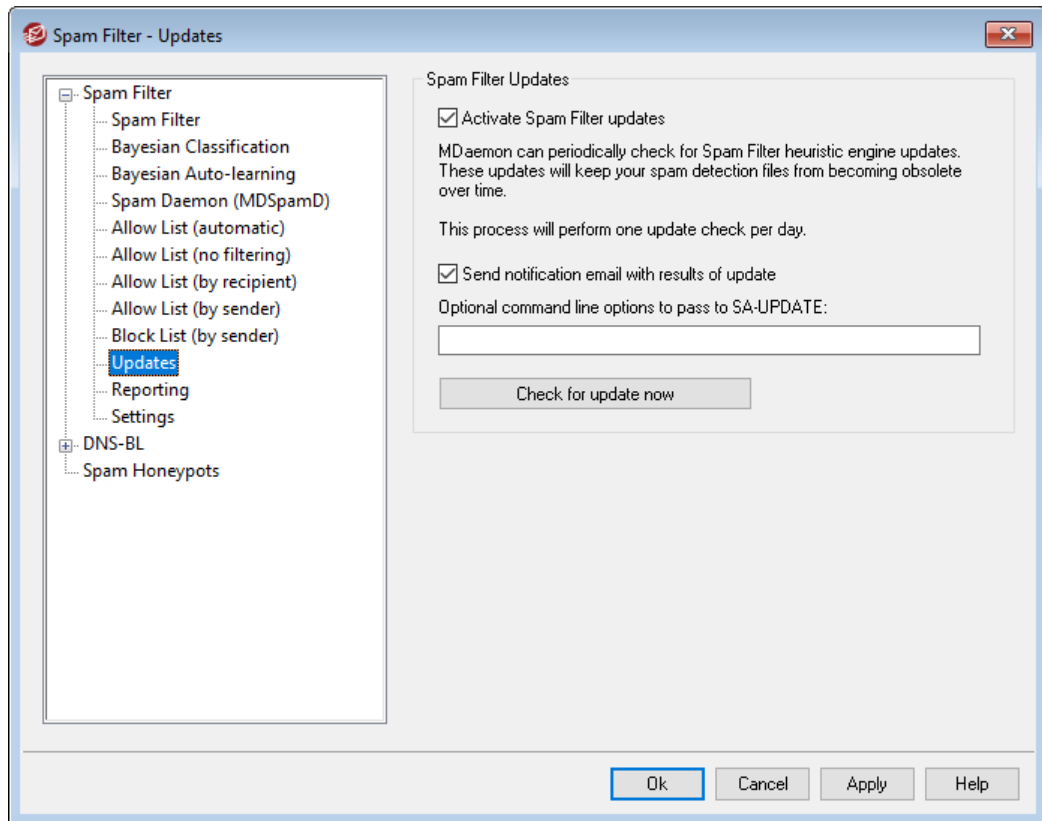 Spam Filter - Updates
Spam Filter
Spam Filter
Bayesian Classification
Bayesian Auto-learning
Spam Daemon (MDSpamD)
Allow List (automatic)
Allow List (no filtering)
Allow List (by recipient)
Allow List (by sender)
Block List (by sender)
Updates
Reporting
Settings
DNS-BL
Spam Honeypots
Spam Filter Updates
Activate Spam Filter updates
MDaemon can periodically check for Spam Filter heuristic engine updates.
These updates will keep your spam detection files from becoming obsolete
over time.
This process will perform one update check per day.
Send notification email with results of update
Optional command line options to pass to SA-UPDATE:
Check for update now
Ok
Cancel
Apply
Help